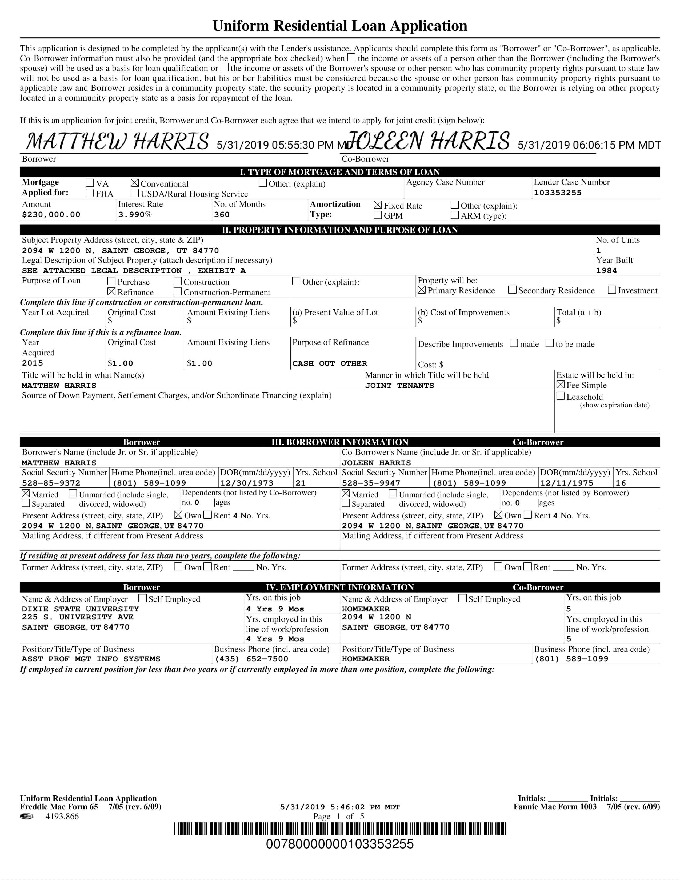 Uniform Residential Loan Application
This application is designed to be completed by the applicant(s) with the Lender's assistance. Applicants should complete this form as "Borrower" or "Co-Borrower", as applicable.
Co-Borrower information must also be provided (and the appropriate box checked) when the income or assets of a person other than the Borrower (including the Borrower's
spouse) will be used as a basis for loan qualification or the income or assets of the Borrower's spouse or other person who has community property rights pursuant to state law
will not be used as a basis for loan qualification, but his or her liabilities must be considered because the spouse or other person has community property rights pursuant to
applicable law and Borrower resides in a community property state, the security property is located in a community property state, or the Borrower is relying on other property
located in a community property state as a basis for repayment of the loan.
If this is an application for joint credit, Borrower and Co-Borrower each agree that we intend to apply for joint credit (sign below):
MATTHEW HARRIS 5/31/2019 05:55:30 PM JOLEEN HARRIS 5/31/2019 06:06:15 PM MDT
Borrower Co-Borrower
I. TYPE OF MORTGAGE AND TERMS OF LOAN
Mortgage VA Conventional Other: (explain) Agency Case Number Lender Case Number
Applied for: FHA USDA/Rural Housing Service 103353255
Amount Interest Rate No. of Months Amortization Fixed Rate Other (explain):
$230,000.00 3.990% 360 Type: GPM ARM (type):
II. PROPERTY INFORMATION AND PURPOSE OF LOAN
Subject Property Address (street, city, state & ZIP) No. of Units
2094 W 1200 N, SAINT GEORGE, UT 84770 1
Legal Description of Subject Property (attach description if necessary) Year Built
SEE ATTACHED LEGAL DESCRIPTION , EXHIBIT A 1984
Purpose of Loan Purchase Construction Other (explain): Property will be:
Refinance Construction-Permanent Primary Residence Secondary Residence Investment
Complete this line if construction or construction-permanent loan.
Year Lot Acquired Original Cost Amount Existing Liens (a) Present Value of Lot (b) Cost of Improvements Total (a + b)
$ $ $ $ $
Complete this line if this is a refinance loan.
Year Original Cost Amount Existing Liens Purpose of Refinance Describe Improvements made to be made
Acquired
2015 $1.00 $1.00 CASH OUT OTHER Cost: $
Title will be held in what Name(s) Manner in which Title will be held Estate will be held in:
MATTHEW HARRIS JOINT TENANTS Fee Simple
Source of Down Payment, Settlement Charges, and/or Subordinate Financing (explain) Leasehold
(show expiration date)
Borrower III. BORROWER INFORMATION Co-Borrower
Borrower's Name (include Jr. or Sr. if applicable) Co-Borrower's Name (include Jr. or Sr. if applicable)
MATTHEW HARRIS JOLEEN HARRIS
Social Security Number Home Phone(incl. area code) DOB(mm/dd/yyyy) Yrs. School Social Security Number Home Phone(incl. area code) DOB(mm/dd/yyyy) Yrs. School
528-85-9372 (801) 589-1099 12/30/1973 21 528-35-9947 (801) 589-1099 12/11/1975 16
Married Unmarried (include single, Dependents (not listed by Co-Borrower) Married Unmarried (include single, Dependents (not listed by Borrower)
Separated divorced, widowed) no. 0 ages Separated divorced, widowed) no. 0 ages
Present Address (street, city, state, ZIP) Own Rent 4 No. Yrs. Present Address (street, city, state, ZIP) Own Rent 4 No. Yrs.
2094 W 1200 N, SAINT GEORGE, UT 84770 2094 W 1200 N, SAINT GEORGE, UT 84770
Mailing Address, if different from Present Address Mailing Address, if different from Present Address
If residing at present address for less than two years, complete the following:
Former Address (street, city, state, ZIP) Own Rent ____ No. Yrs. Former Address (street, city, state, ZIP) Own Rent ____ No. Yrs.
Borrower IV. EMPLOYMENT INFORMATION Co-Borrower
Name & Address of Employer Self Employed Yrs. on this job Name & Address of Employer Self Employed Yrs. on this job
DIXIE STATE UNIVERSITY 4 Yrs 9 Mos HOMEMAKER 5
225 S. UNIVERSITY AVE Yrs. employed in this 2094 W 1200 N Yrs. employed in this
SAINT GEORGE, UT 84770 line of work/profession SAINT GEORGE, UT 84770 line of work/profession
4 Yrs 9 Mos 5
Position/Title/Type of Business Business Phone (incl. area code) Position/Title/Type of Business Business Phone (incl. area code)
ASST PROF MGT INFO SYSTEMS (435) 652-7500 HOMEMAKER (801) 589-1099
If employed in current position for less than two years or if currently employed in more than one position, complete the following:
Uniform Residential Loan Application Initials: ________ Initials: ________
Freddie Mac Form 65 7/05 (rev. 6/09) 5/31/2019 5:46:02 PM MDT Fannie Mae Form 1003 7/05 (rev. 6/09)
4193.866 Page 1 of 5
00780000000103353255